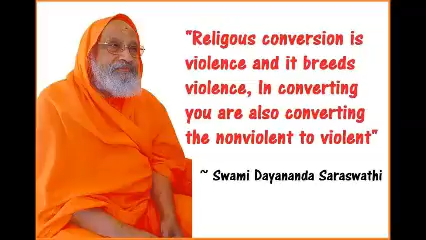 "Religous conversion is
violence and it breeds
violence, In converting
you are also converting
the nonviolent to violent"
~ Swami Dayananda Saraswathi